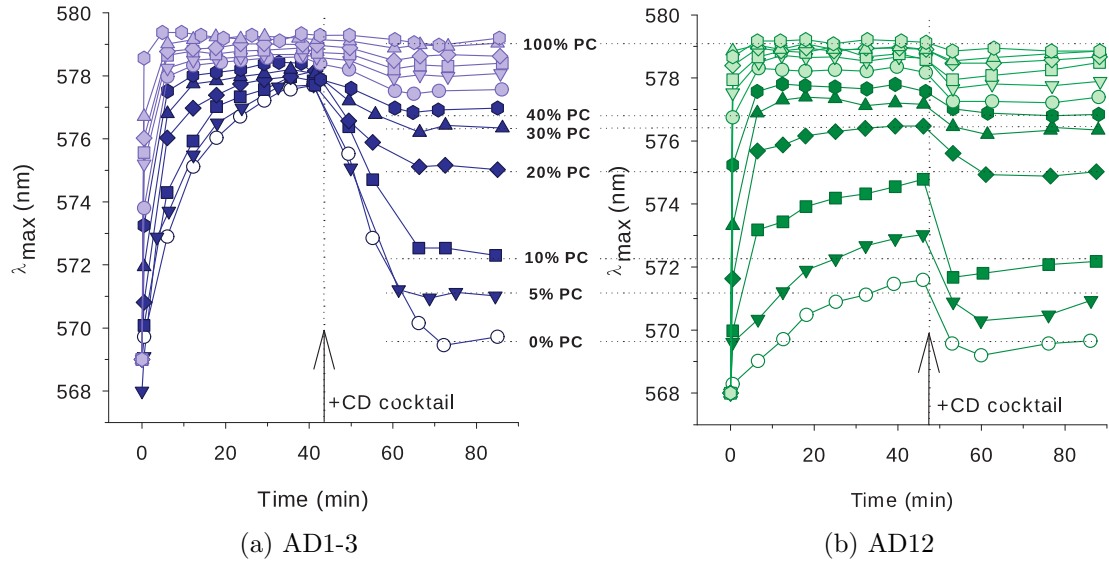 580
578
576
574
572
570
568
λmax (nm)
0 20 40 60 80
Time (min)
+CD cocktail
100% PC
40% PC
30% PC
20% PC
10% PC
5% PC
0% PC
580
578
576
574
572
570
568
λmax (nm)
0 20 40 60 80
Time (min)
+CD cocktail
(a) AD1-3
(b) AD12